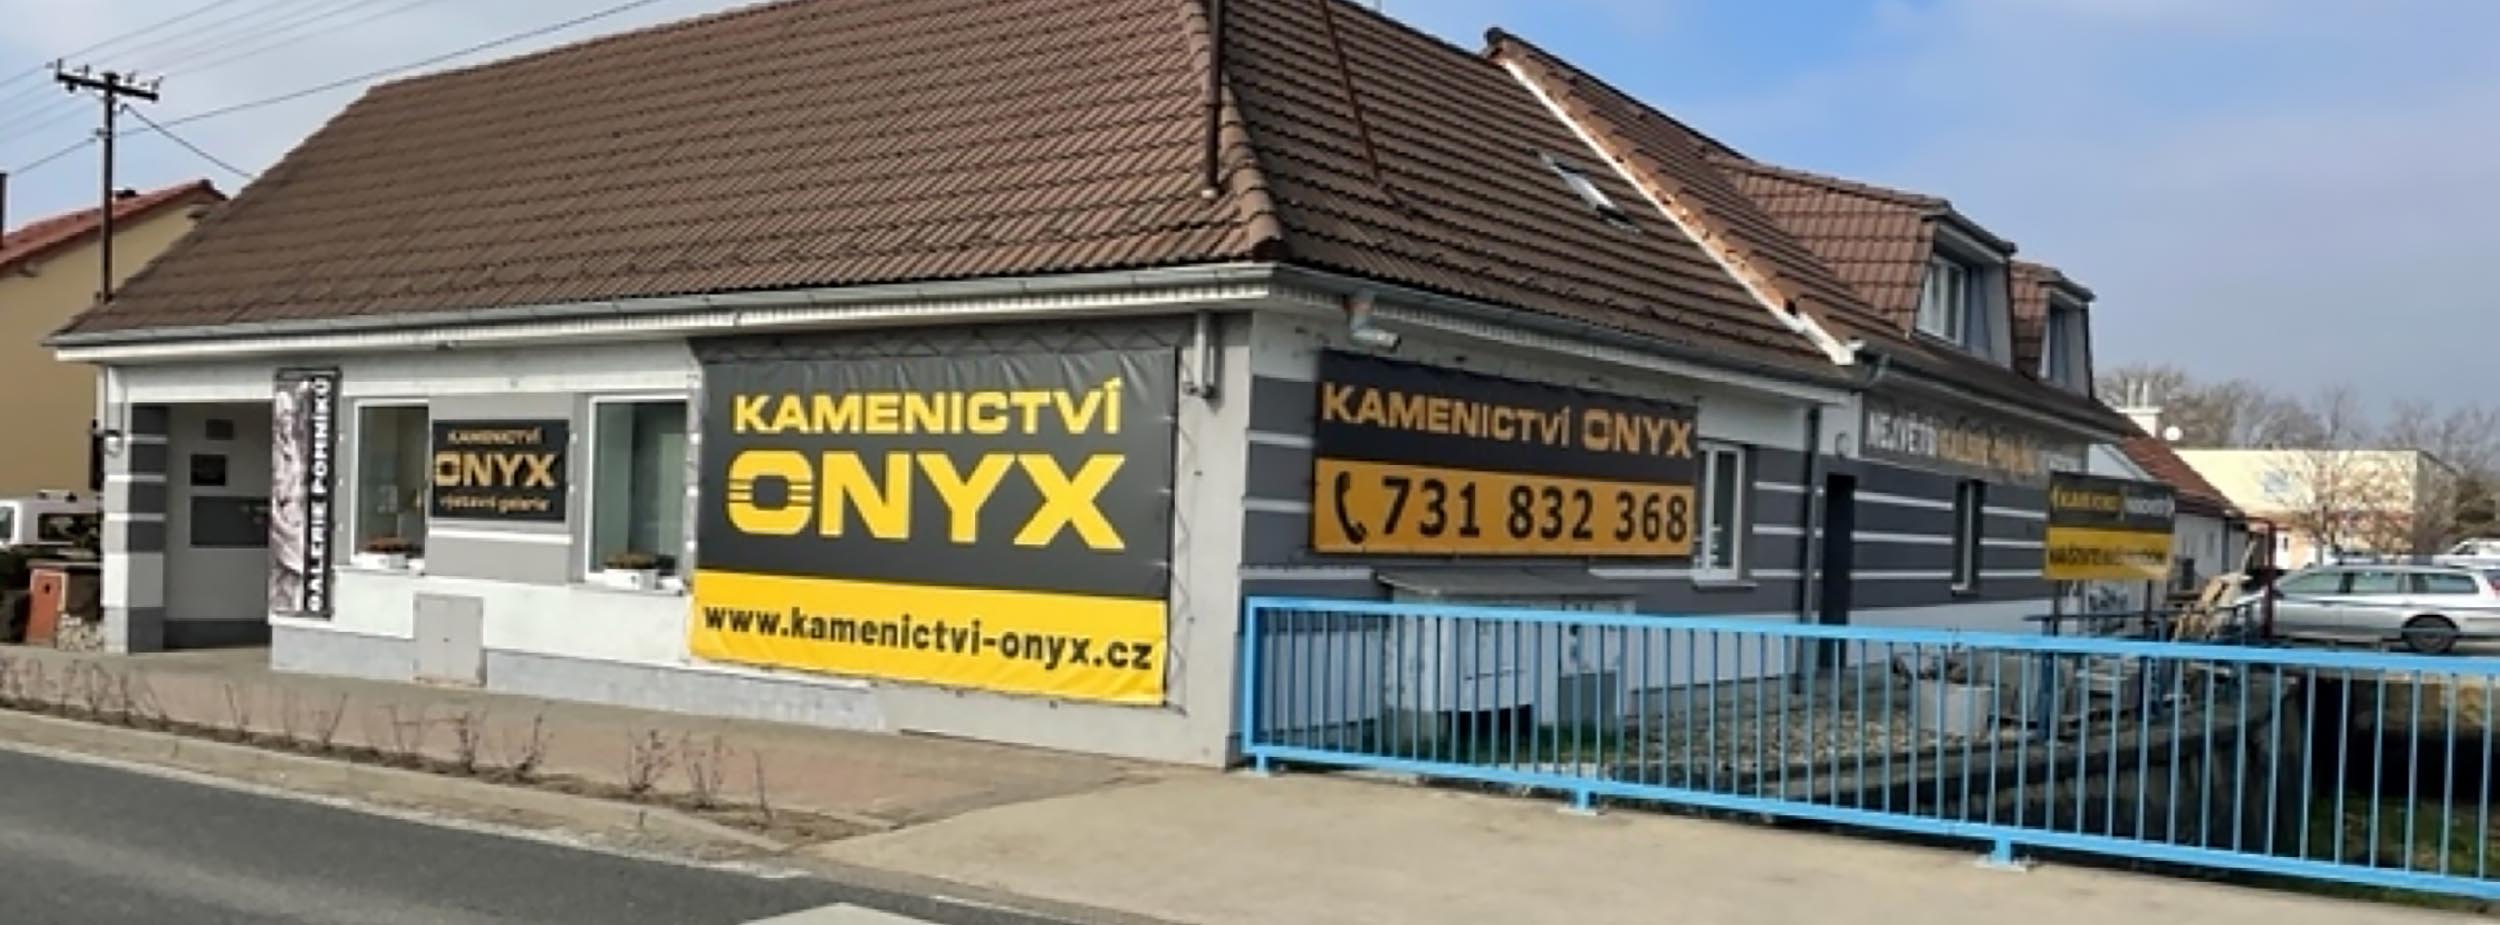 GALERIE POMNÍKŮ
KAMENICTVÍ
ONYX
výstavní galerie
KAMENICTVÍ
ONYX
www.kamenictvi-onyx.cz
KAMENICTVÍ ONYX
731 832 368